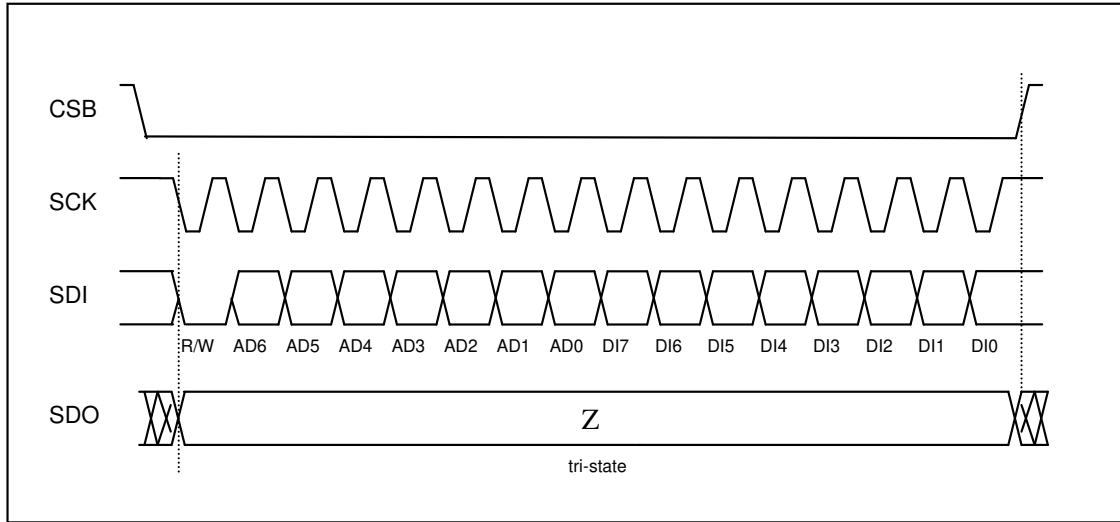 CSB
SCK
SDI
R/W AD6 AD5 AD4 AD3 AD2 AD1 AD0 DI7 DI6 DI5 DI4 DI3 DI2 DI1 DI0
SDO
Z
tri-state